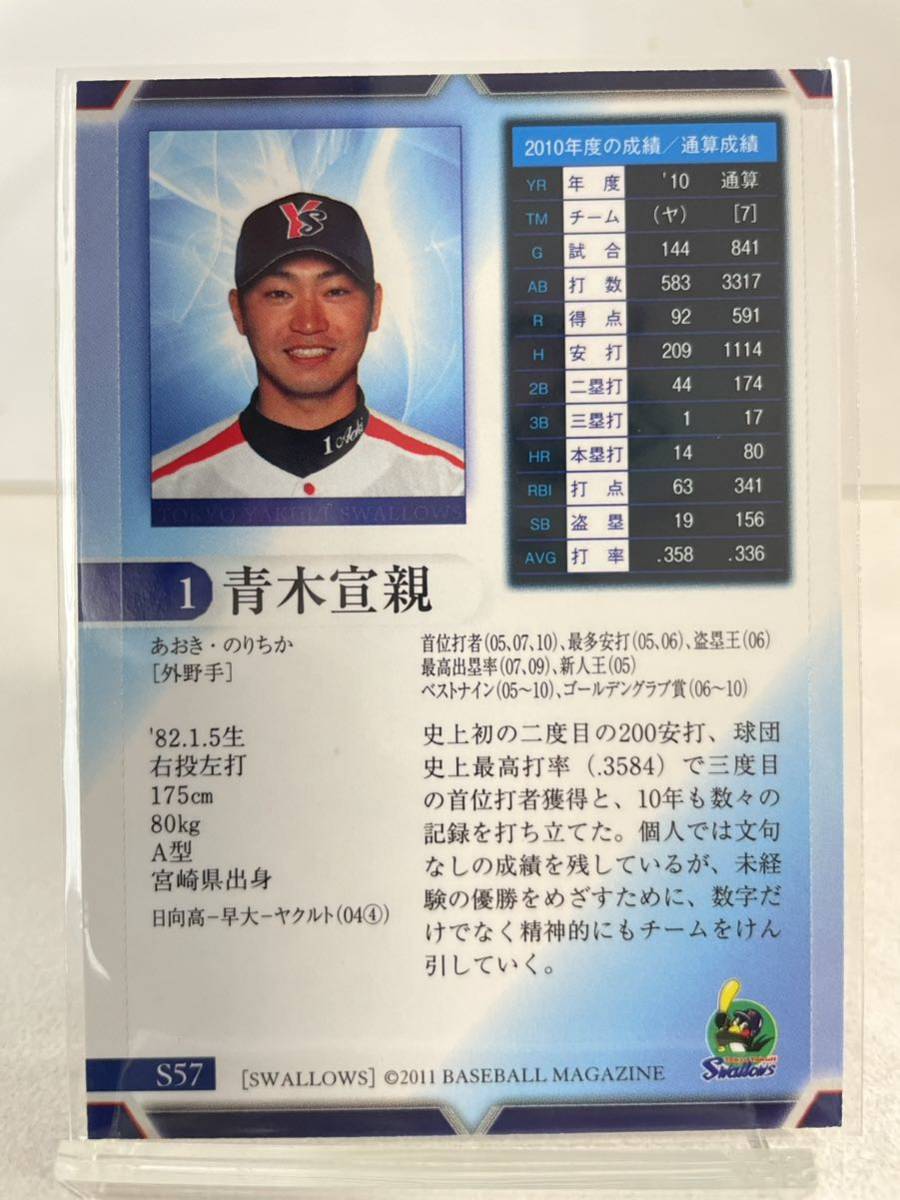 YS
1 Aoki
TOKYO YAKULT SWALLOWS
2010年度の成績／通算成績
YR 年度 '10 通算
TM チーム (ヤ) [7]
G 試合 144 841
AB 打数 583 3317
R 得点 92 591
H 安打 209 1114
2B 二塁打 44 174
3B 三塁打 1 17
HR 本塁打 14 80
RBI 打点 63 341
SB 盗塁 19 156
AVG 打率 .358 .336
1 青木宣親
あおき・のりちか
[外野手]
首位打者(05,07,10)、最多安打(05,06)、盗塁王(06)
最高出塁率(07,09)、新人王(05)
ベストナイン(05〜10)、ゴールデングラブ賞(06〜10)
'82.1.5生
右投左打
175cm
80kg
A型
宮崎県出身
日向高−早大−ヤクルト(04④)
史上初の二度目の200安打、球団
史上最高打率（.3584）で三度目
の首位打者獲得と、10年も数々の
記録を打ち立てた。個人では文句
なしの成績を残しているが、未経
験の優勝をめざすために、数字だ
けでなく精神的にもチームをけん
引していく。
Swallows
S57
[SWALLOWS] ©2011 BASEBALL MAGAZINE